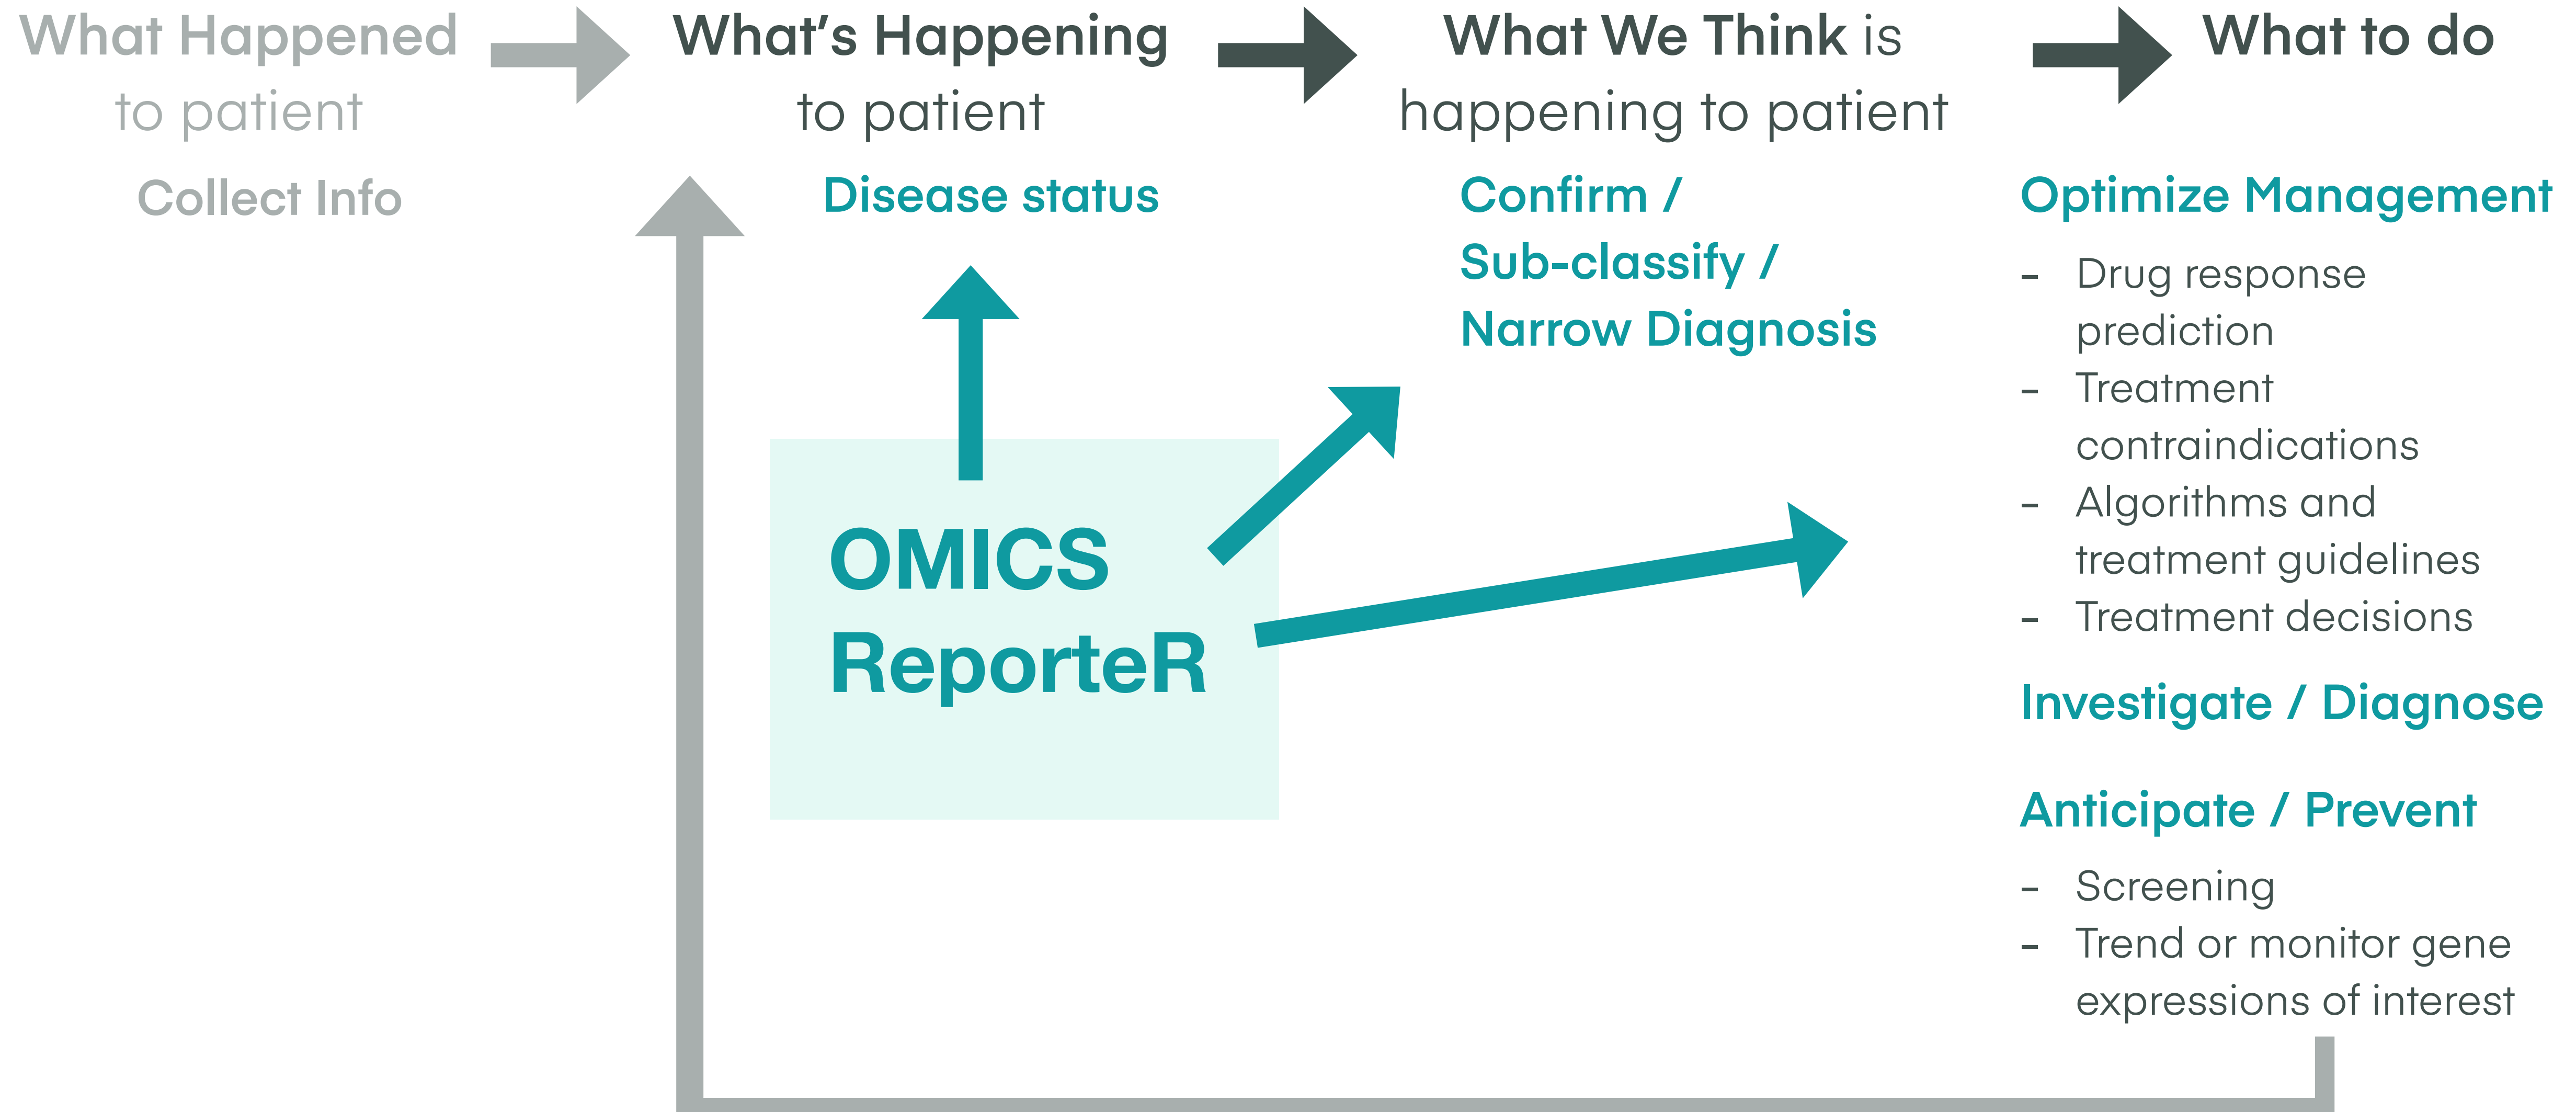 What Happened
to patient
Collect Info
What's Happening
to patient
Disease status
What We Think is
happening to patient
Confirm /
Sub-classify /
Narrow Diagnosis
What to do
Optimize Management
- Drug response
prediction
- Treatment
contraindications
- Algorithms and
treatment guidelines
- Treatment decisions
Investigate / Diagnose
Anticipate / Prevent
- Screening
- Trend or monitor gene
expressions of interest
OMICS
ReporteR